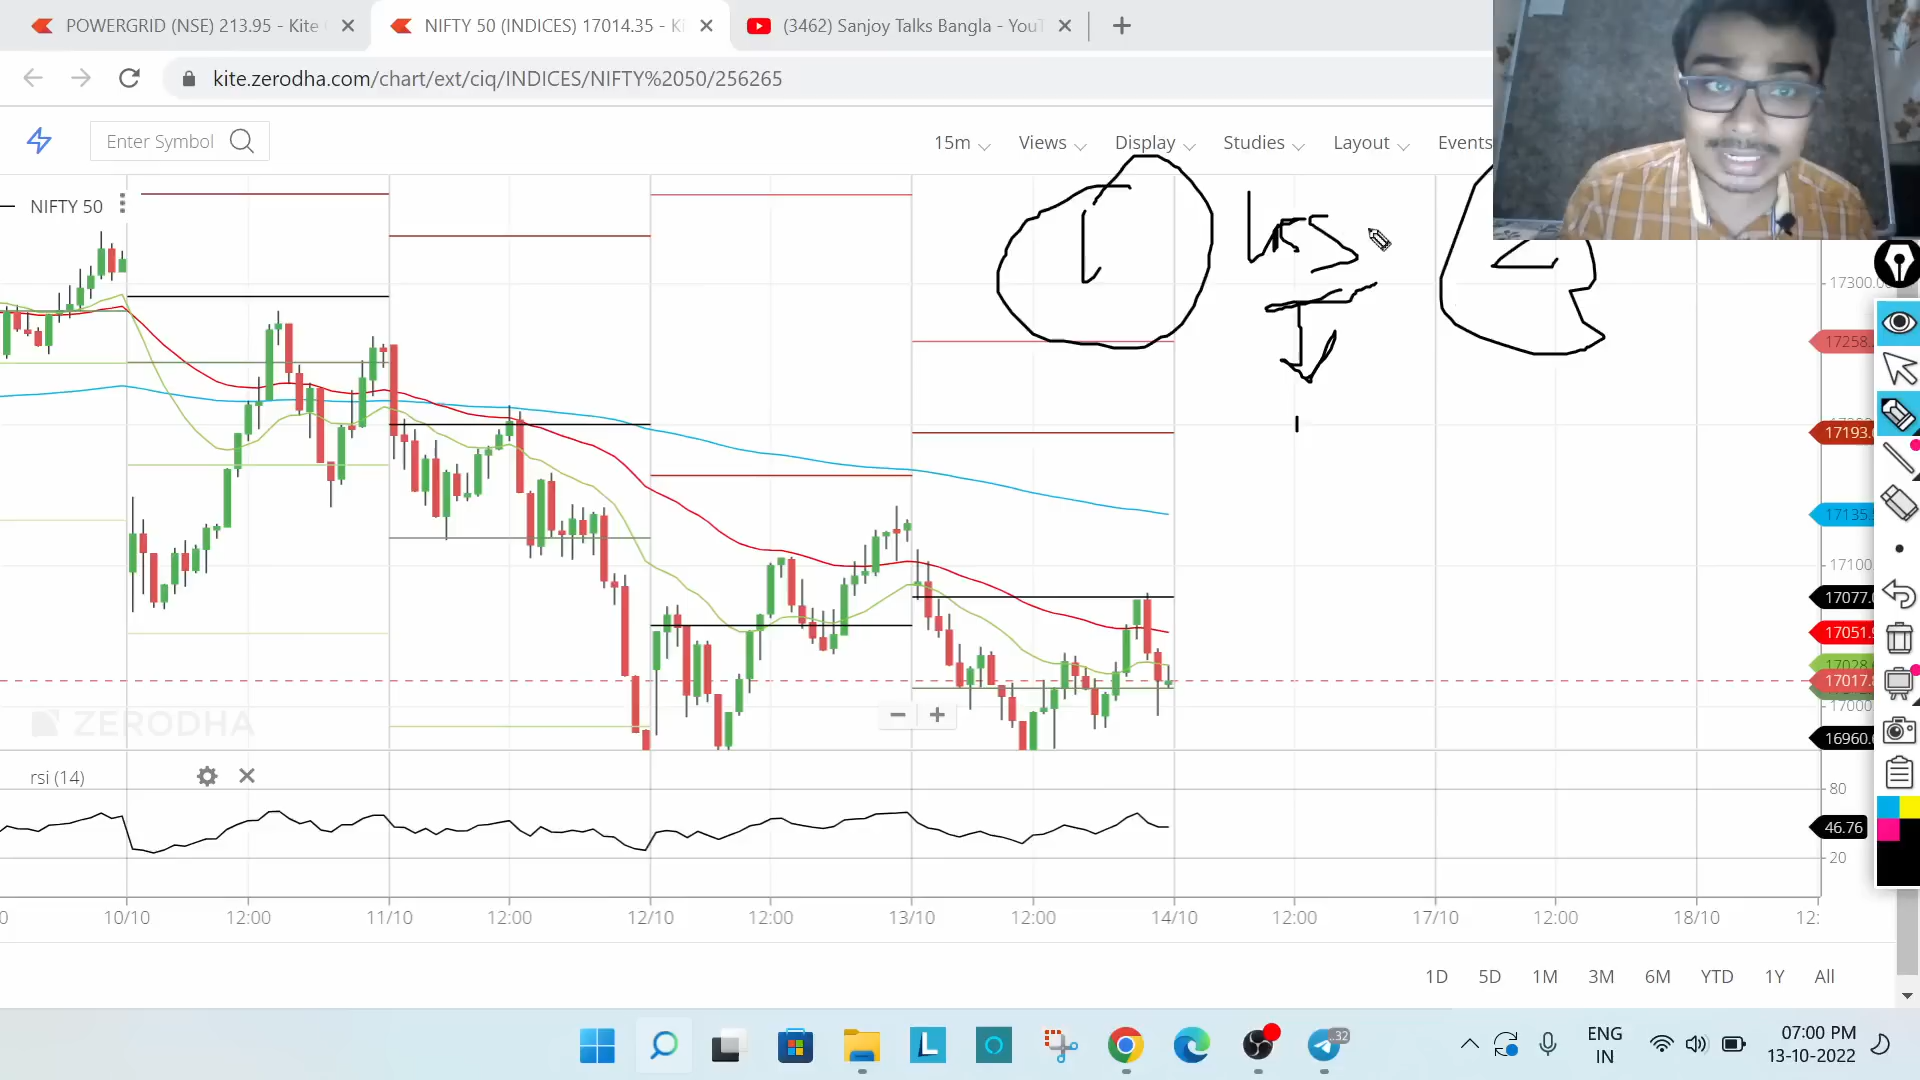 POWERGRID (NSE) 213.95 - Kite
NIFTY 50 (INDICES) 17014.35 - Ki
(3462) Sanjoy Talks Bangla - YouT
kite.zerodha.com/chart/ext/ciq/INDICES/NIFTY%2050/256265
Enter Symbol
15m Views Display Studies Layout Events
NIFTY 50
17300.0
17258.
17193.
17135.
17100
17077.
17051.
17028.
17017.
17000
16960.
ZERODHA
rsi (14)
80
46.76
20
0 10/10 12:00 11/10 12:00 12/10 12:00 13/10 12:00 14/10 12:00 17/10 12:00 18/10 12:
1D 5D 1M 3M 6M YTD 1Y All
ENG
IN
07:00 PM
13-10-2022